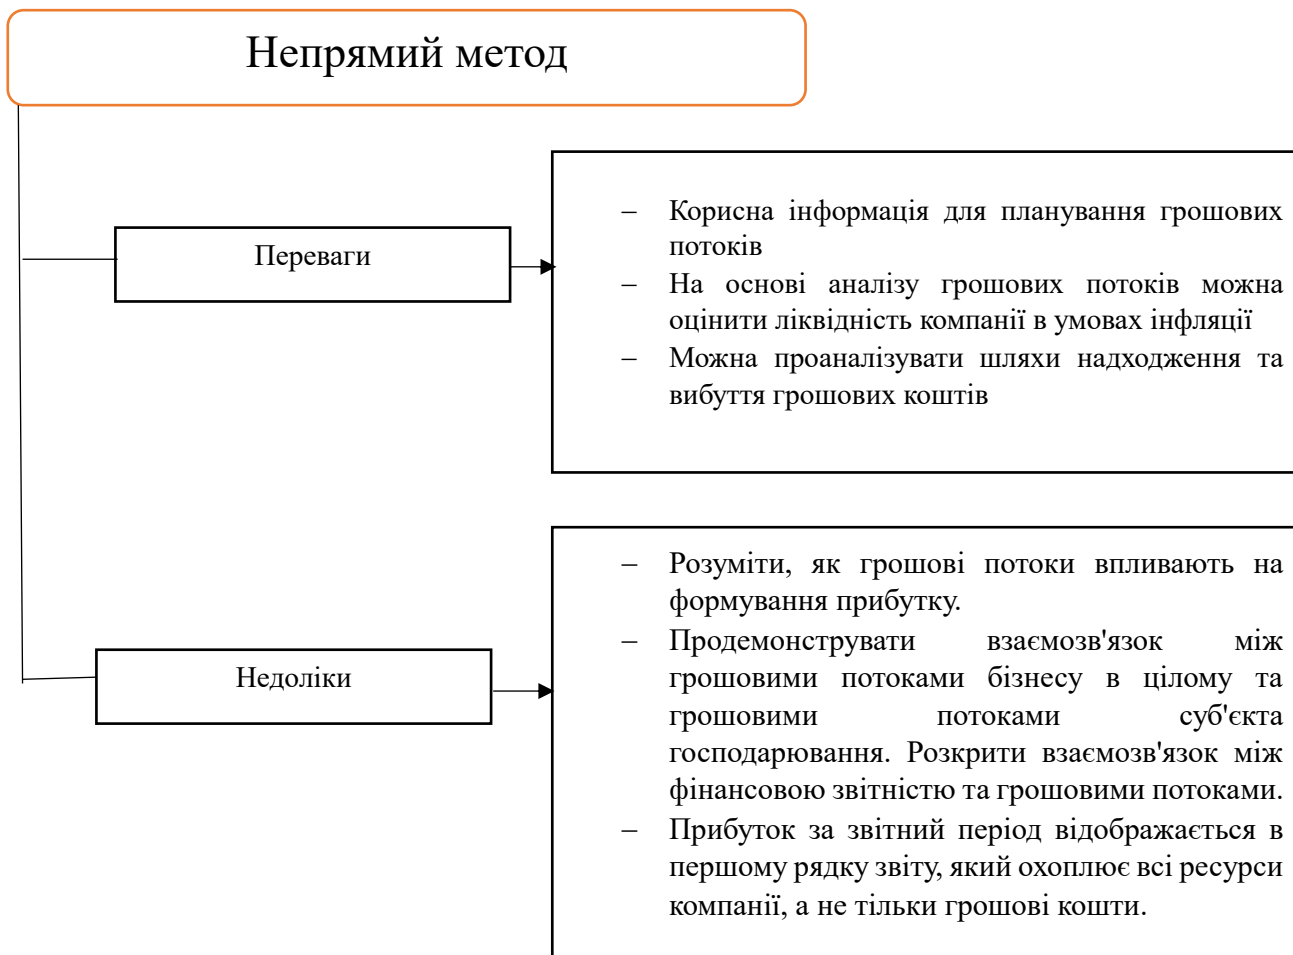 Непрямий метод
Переваги
– Корисна інформація для планування грошових
потоків
– На основі аналізу грошових потоків можна
оцінити ліквідність компанії в умовах інфляції
– Можна проаналізувати шляхи надходження та
вибуття грошових коштів
Недоліки
– Розуміти, як грошові потоки впливають на
формування прибутку.
– Продемонструвати взаємозв'язок між
грошовими потоками бізнесу в цілому та
грошовими потоками суб'єкта
господарювання. Розкрити взаємозв'язок між
фінансовою звітністю та грошовими потоками.
– Прибуток за звітний період відображається в
першому рядку звіту, який охоплює всі ресурси
компанії, а не тільки грошові кошти.